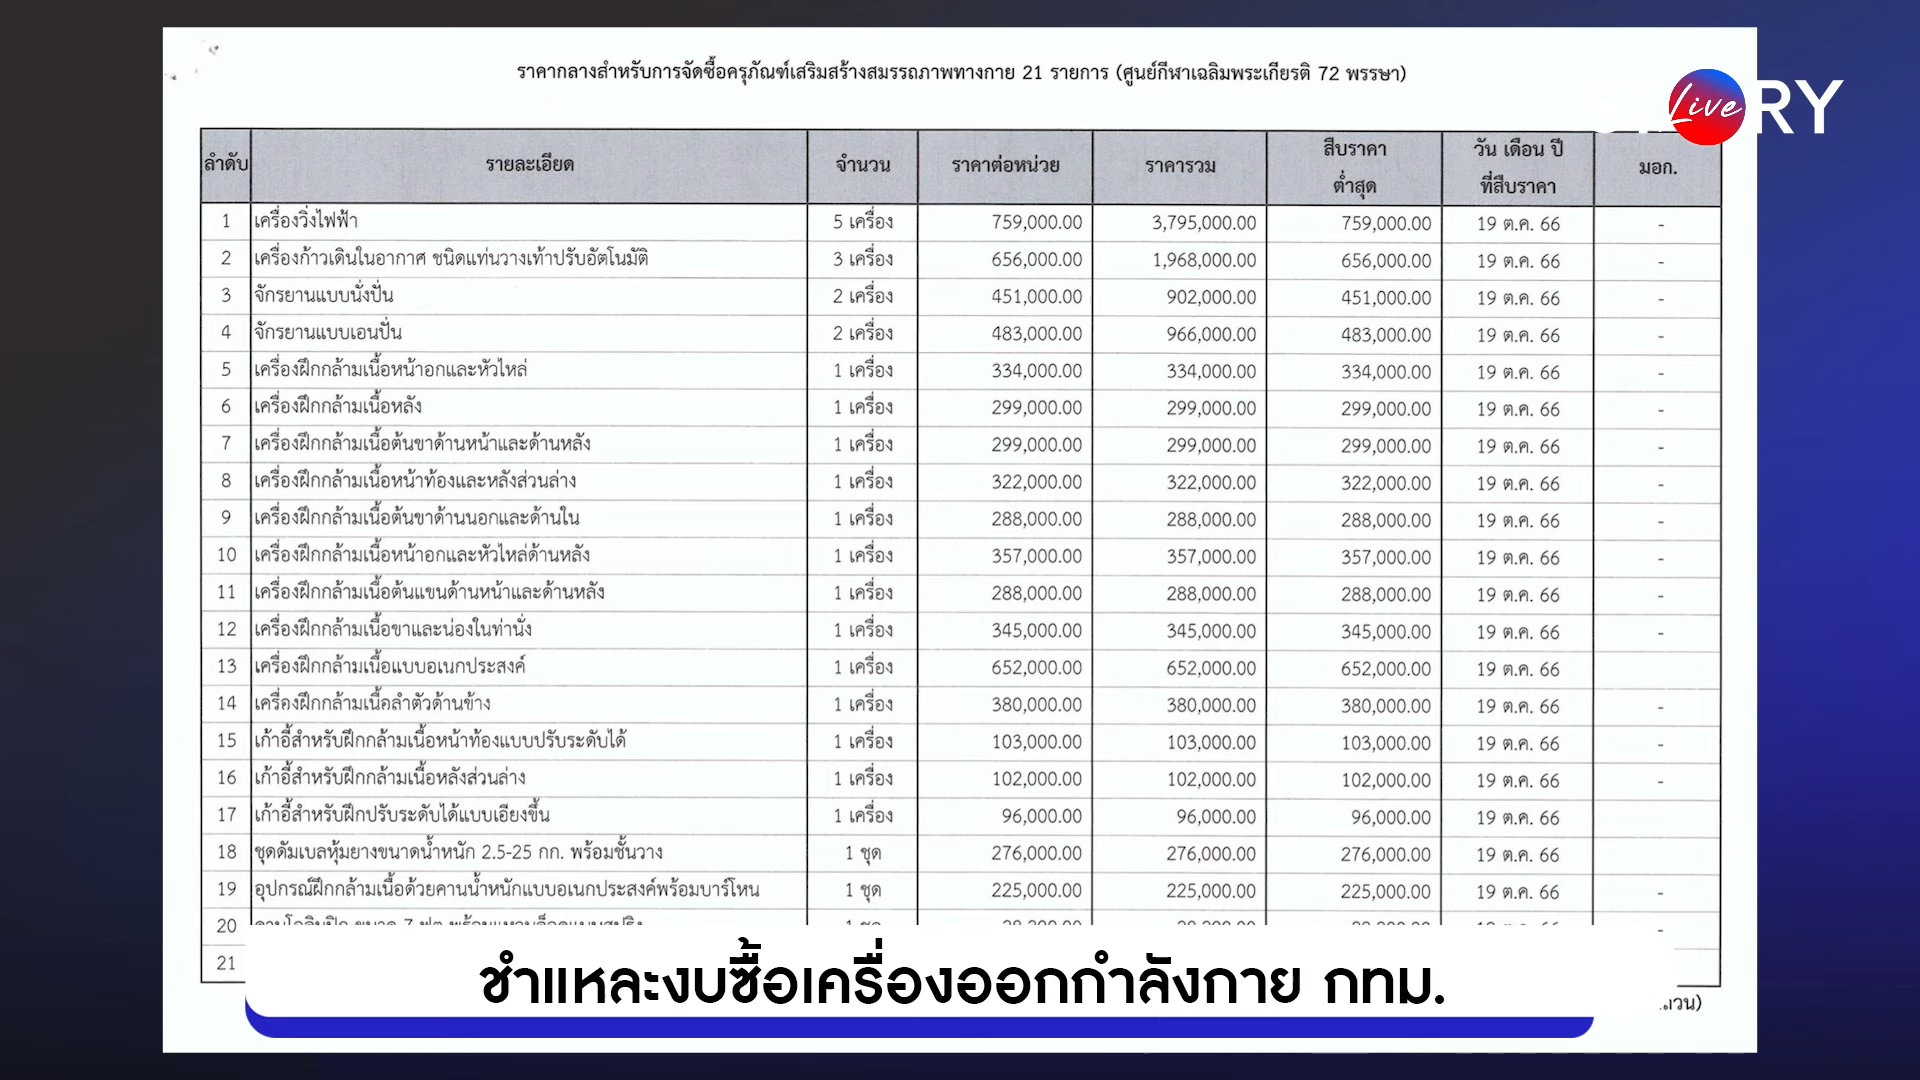 ราคากลางสำหรับการจัดซื้อครุภัณฑ์เสริมสร้างสมรรถภาพทางกาย 21 รายการ (ศูนย์กีฬาเฉลิมพระเกียรติ 72 พรรษา)
Live RY
ลำดับ รายละเอียด จำนวน ราคาต่อหน่วย ราคารวม สืบราคา ต่ำสุด วัน เดือน ปี ที่สืบราคา มอก.
1 เครื่องวิ่งไฟฟ้า 5 เครื่อง 759,000.00 3,795,000.00 759,000.00 19 ต.ค. 66 -
2 เครื่องก้าวเดินในอากาศ ชนิดแท่นวางเท้าปรับอัตโนมัติ 3 เครื่อง 656,000.00 1,968,000.00 656,000.00 19 ต.ค. 66 -
3 จักรยานแบบนั่งปั่น 2 เครื่อง 451,000.00 902,000.00 451,000.00 19 ต.ค. 66 -
4 จักรยานแบบเอนปั่น 2 เครื่อง 483,000.00 966,000.00 483,000.00 19 ต.ค. 66
5 เครื่องฝึกกล้ามเนื้อหน้าอกและหัวไหล่ 1 เครื่อง 334,000.00 334,000.00 334,000.00 19 ต.ค. 66 -
6 เครื่องฝึกกล้ามเนื้อหลัง 1 เครื่อง 299,000.00 299,000.00 299,000.00 19 ต.ค. 66 -
7 เครื่องฝึกกล้ามเนื้อต้นขาด้านหน้าและด้านหลัง 1 เครื่อง 299,000.00 299,000.00 299,000.00 19 ต.ค. 66 -
8 เครื่องฝึกกล้ามเนื้อหน้าท้องและหลังส่วนล่าง 1 เครื่อง 322,000.00 322,000.00 322,000.00 19 ต.ค. 66 -
9 เครื่องฝึกกล้ามเนื้อต้นขาด้านนอกและด้านใน 1 เครื่อง 288,000.00 288,000.00 288,000.00 19 ต.ค. 66 -
10 เครื่องฝึกกล้ามเนื้อหน้าอกและหัวไหล่ด้านหลัง 1 เครื่อง 357,000.00 357,000.00 357,000.00 19 ต.ค. 66 -
11 เครื่องฝึกกล้ามเนื้อต้นแขนด้านหน้าและด้านหลัง 1 เครื่อง 288,000.00 288,000.00 288,000.00 19 ต.ค. 66 -
12 เครื่องฝึกกล้ามเนื้อขาและน่องในท่านั่ง 1 เครื่อง 345,000.00 345,000.00 345,000.00 19 ต.ค. 66 -
13 เครื่องฝึกกล้ามเนื้อแบบอเนกประสงค์ 1 เครื่อง 652,000.00 652,000.00 652,000.00 19 ต.ค. 66
14 เครื่องฝึกกล้ามเนื้อลำตัวด้านข้าง 1 เครื่อง 380,000.00 380,000.00 380,000.00 19 ต.ค. 66 -
15 เก้าอี้สำหรับฝึกกล้ามเนื้อหน้าท้องแบบปรับระดับได้ 1 เครื่อง 103,000.00 103,000.00 103,000.00 19 ต.ค. 66 -
16 เก้าอี้สำหรับฝึกกล้ามเนื้อหลังส่วนล่าง 1 เครื่อง 102,000.00 102,000.00 102,000.00 19 ต.ค. 66 -
17 เก้าอี้สำหรับฝึกปรับระดับได้แบบเอียงขึ้น 1 เครื่อง 96,000.00 96,000.00 96,000.00 19 ต.ค. 66
18 ชุดดัมเบลหุ้มยางขนาดน้ำหนัก 2.5-25 กก. พร้อมชั้นวาง 1 ชุด 276,000.00 276,000.00 276,000.00 19 ต.ค. 66
19 อุปกรณ์ฝึกกล้ามเนื้อด้วยคานน้ำหนักแบบอเนกประสงค์พร้อมบาร์โหน 1 ชุด 225,000.00 225,000.00 225,000.00 19 ต.ค. 66 -
20
21
ชำแหละงบซื้อเครื่องออกกำลังกาย กทม.